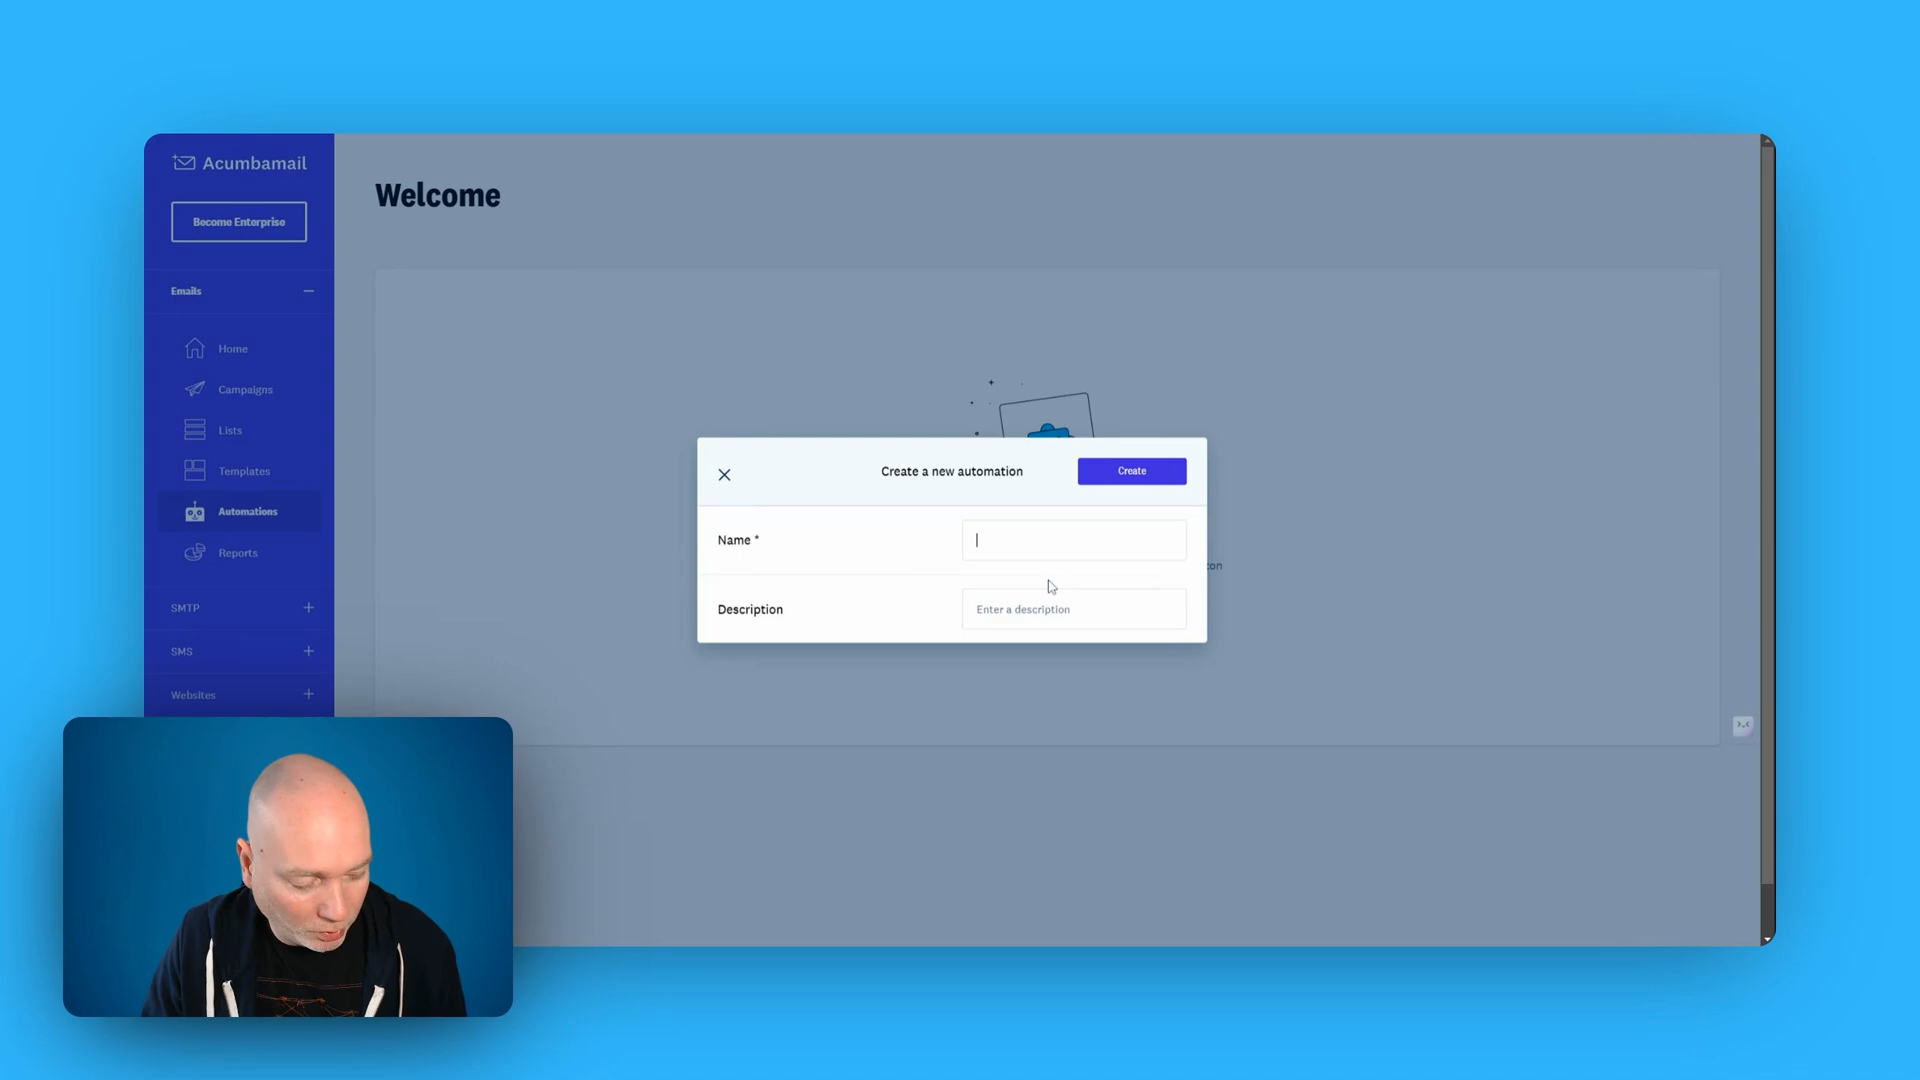 Acumbamail
Become Enterprise
Emails
Home
Campaigns
Lists
Templates
Automations
Reports
SMTP
SMS
Websites
Welcome
Create a new automation
Create
Name *
Description
Enter a description